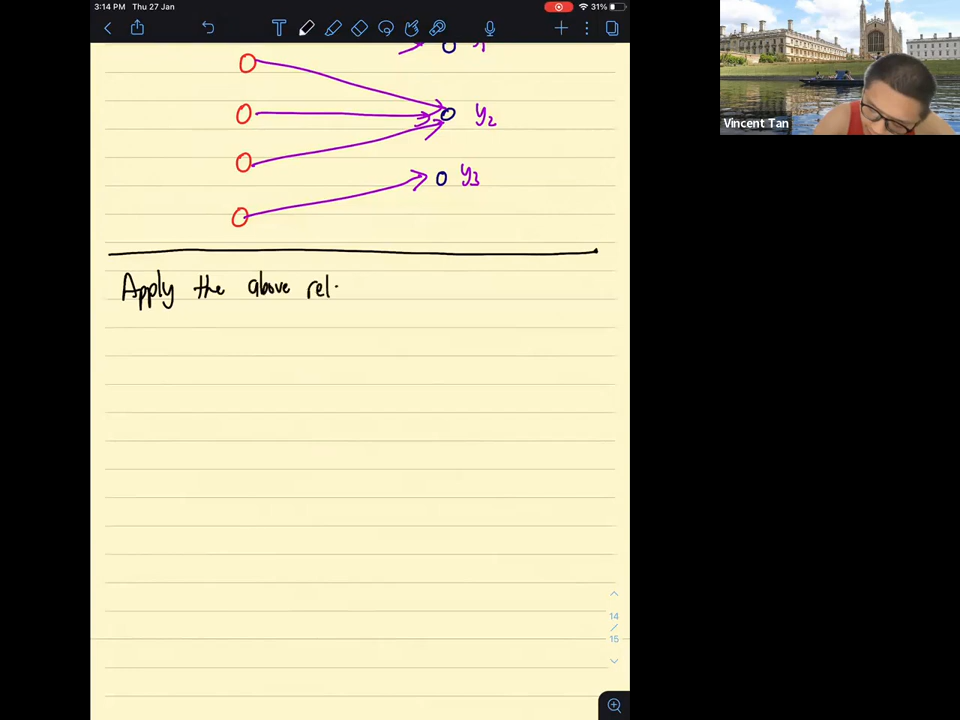 3:14 PM Thu 27 Jan
31%
y₂
y₃
Apply the above rel
14
/
15
Vincent Tan